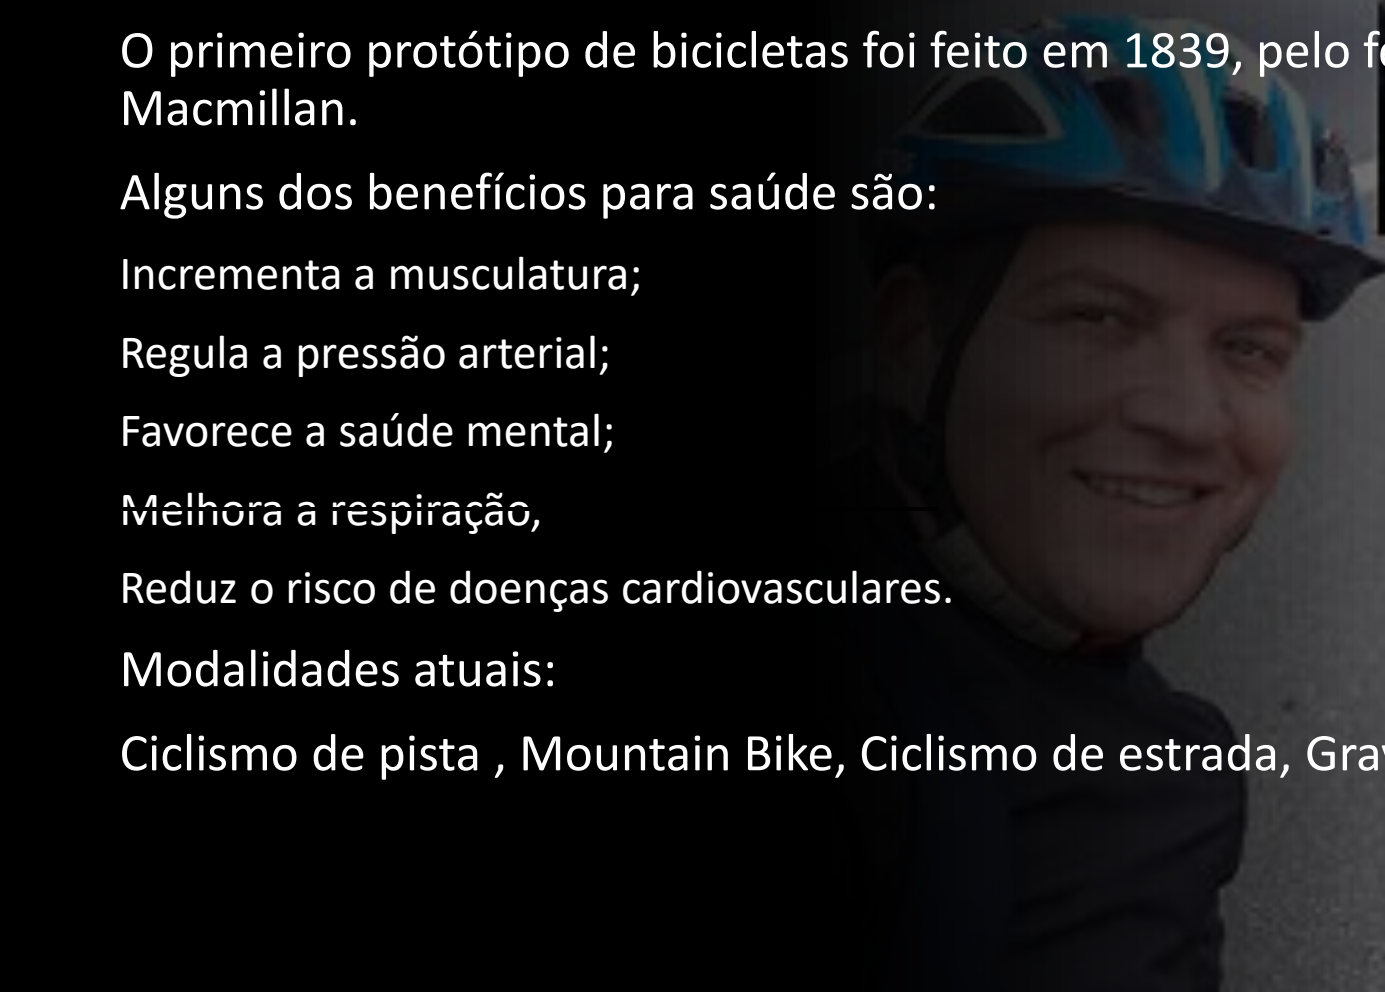 O primeiro protótipo de bicicletas foi feito em 1839, pelo
Macmillan.
Alguns dos benefícios para saúde são:
Incrementa a musculatura;
Regula a pressão arterial;
Favorece a saúde mental;
Melhora a respiração,
Reduz o risco de doenças cardiovasculares.
Modalidades atuais:
Ciclismo de pista , Mountain Bike, Ciclismo de estrada,